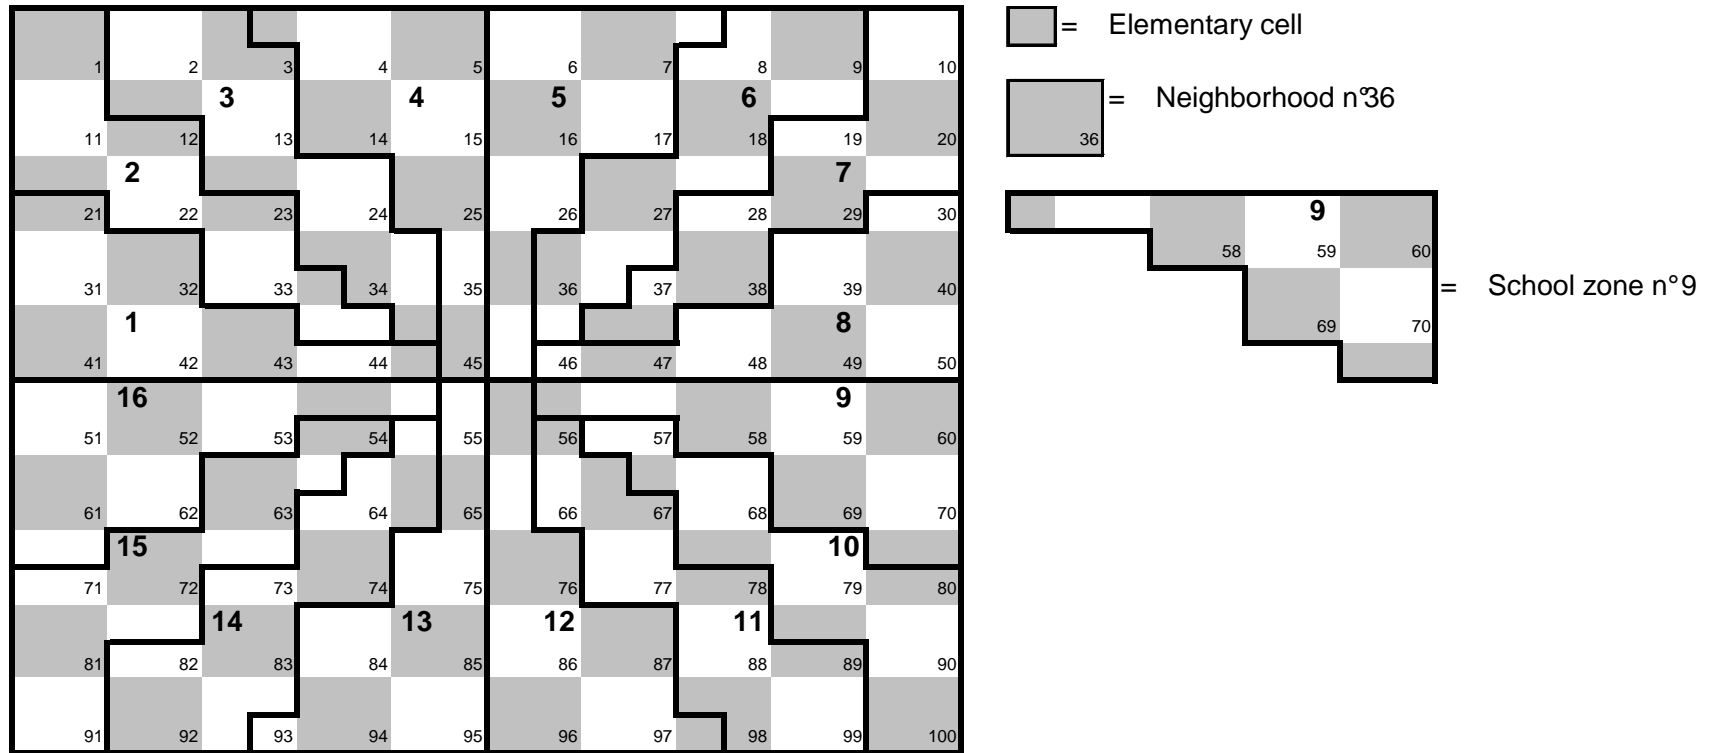 1 2 3 4 5 6 7 8 9 10
3 4 5 6
11 12 13 14 15 16 17 18 19 20
2 7
21 22 23 24 25 26 27 28 29 30
31 32 33 34 35 36 37 38 39 40
1 8
41 42 43 44 45 46 47 48 49 50
16 9
51 52 53 54 55 56 57 58 59 60
61 62 63 64 65 66 67 68 69 70
15 10
71 72 73 74 75 76 77 78 79 80
14 13 12 11
81 82 83 84 85 86 87 88 89 90
91 92 93 94 95 96 97 98 99 100
= Elementary cell
= Neighborhood n°36
36
9
58 59 60
= School zone n°9
69 70